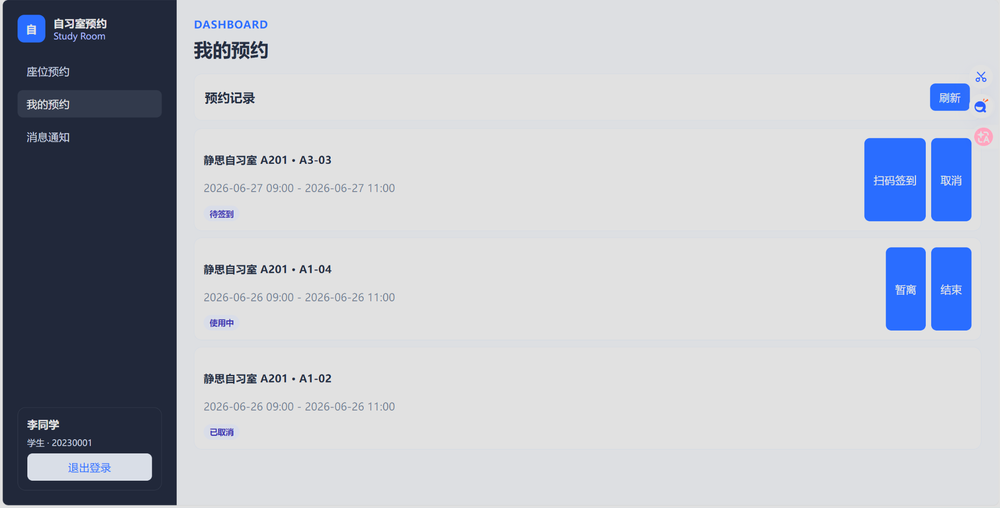 自
自习室预约
Study Room
座位预约
我的预约
消息通知
李同学
学生 · 20230001
退出登录
DASHBOARD
我的预约
预约记录
刷新
静思自习室 A201 • A3-03
2026-06-27 09:00 - 2026-06-27 11:00
待签到
扫码签到
取消
静思自习室 A201 • A1-04
2026-06-26 09:00 - 2026-06-26 11:00
使用中
暂离
结束
静思自习室 A201 • A1-02
2026-06-26 09:00 - 2026-06-26 11:00
已取消